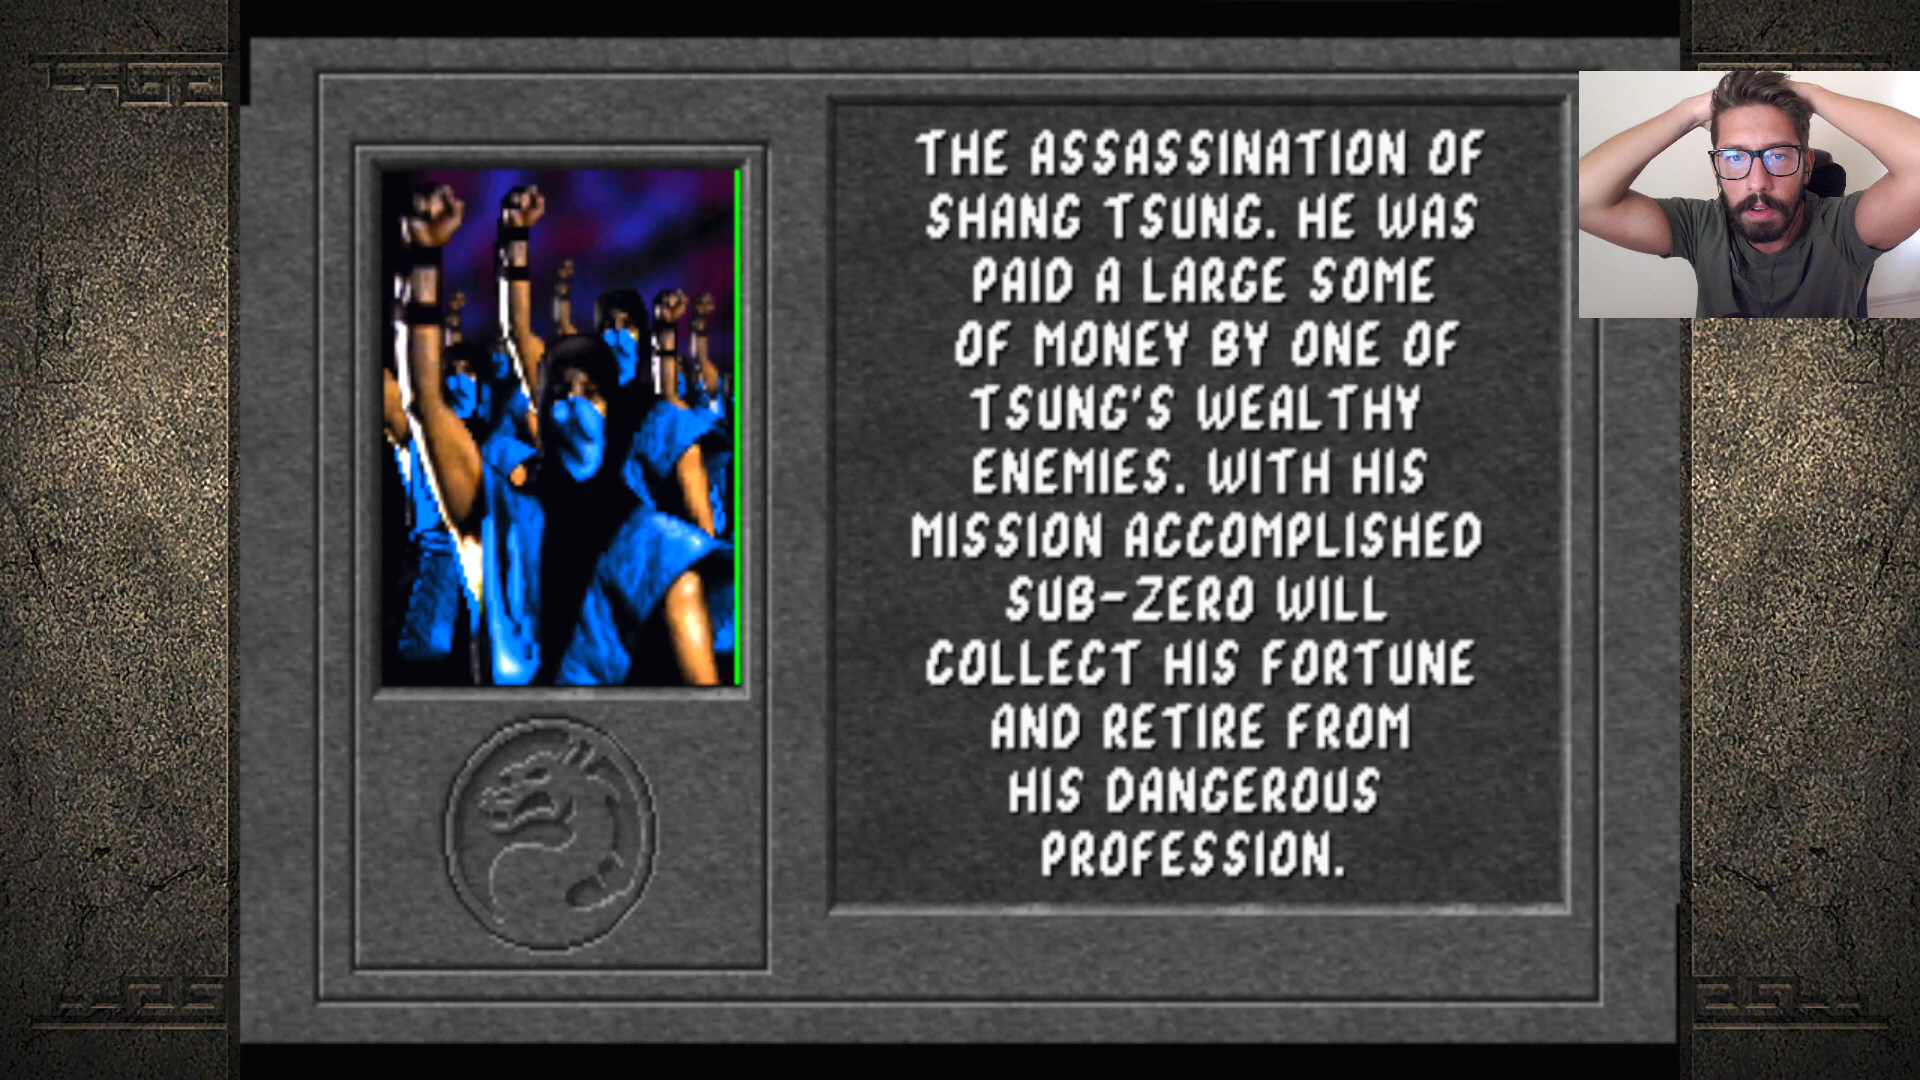 THE ASSASSINATION OF
SHANG TSUNG. HE WAS
PAID A LARGE SOME
OF MONEY BY ONE OF
TSUNG'S WEALTHY
ENEMIES. WITH HIS
MISSION ACCOMPLISHED
SUB-ZERO WILL
COLLECT HIS FORTUNE
AND RETIRE FROM
HIS DANGEROUS
PROFESSION.